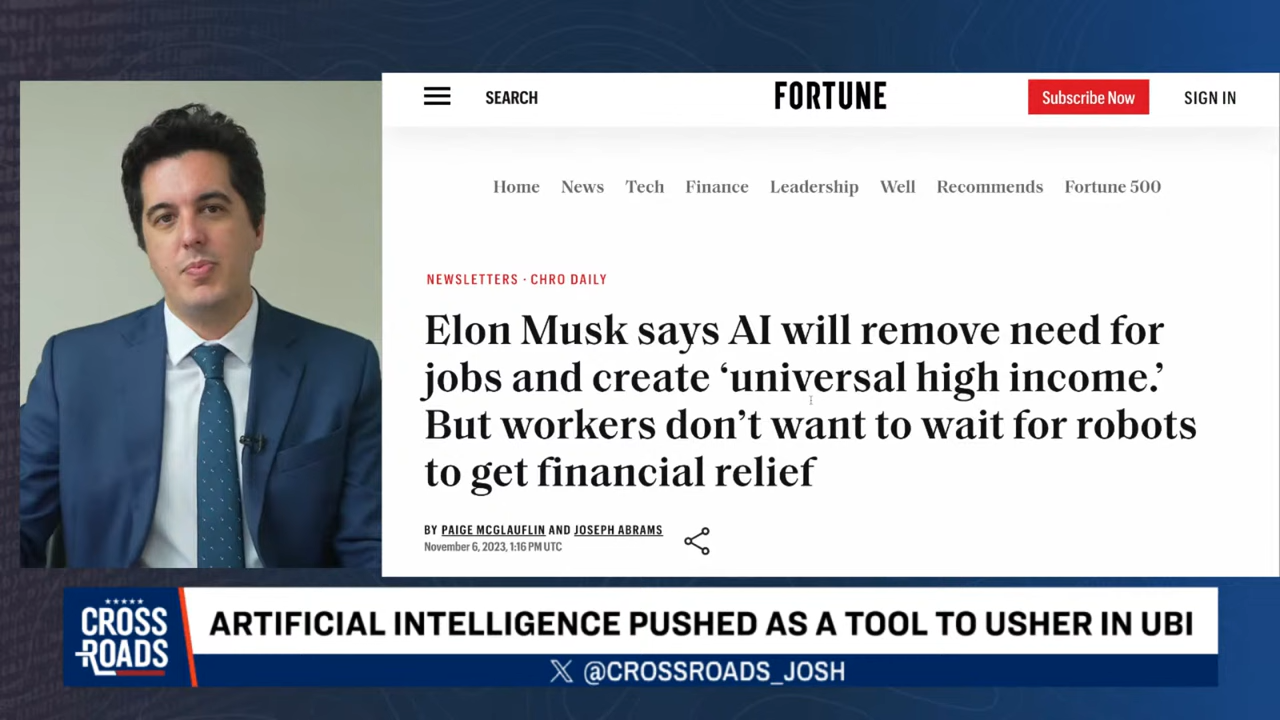 SEARCH
FORTUNE
Subscribe Now
SIGN IN
Home News Tech Finance Leadership Well Recommends Fortune 500
NEWSLETTERS · CHRO DAILY
Elon Musk says AI will remove need for
jobs and create ‘universal high income.’
But workers don’t want to wait for robots
to get financial relief
BY PAIGE MCGLAUFLIN AND JOSEPH ABRAMS
November 6, 2023, 1:16 PM UTC
CROSS
ROADS
ARTIFICIAL INTELLIGENCE PUSHED AS A TOOL TO USHER IN UBI
X @CROSSROADS_JOSH